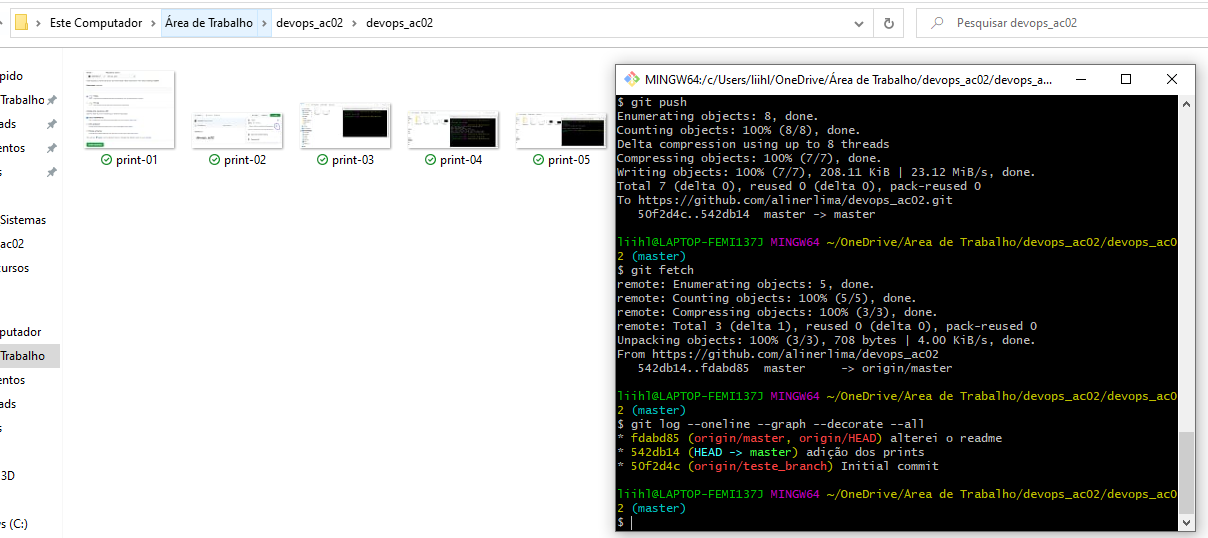 Este Computador > Área de Trabalho > devops_ac02 > devops_ac02
Pesquisar devops_ac02
pido
Trabalho
ads
entos
s
Sistemas
ac02
cursos
putador
Trabalho
entos
ads
s
3D
s (C:)
print-01
print-02
print-03
print-04
print-05
MINGW64:/c/Users/liihl/OneDrive/Área de Trabalho/devops_ac02/devops_a...
$ git push
Enumerating objects: 8, done.
Counting objects: 100% (8/8), done.
Delta compression using up to 8 threads
Compressing objects: 100% (7/7), done.
Writing objects: 100% (7/7), 208.11 KiB | 23.12 MiB/s, done.
Total 7 (delta 0), reused 0 (delta 0), pack-reused 0
To https://github.com/alinerlima/devops_ac02.git
50f2d4c..542db14  master -> master
liihl@LAPTOP-FEMI137J MINGW64 ~/OneDrive/Área de Trabalho/devops_ac02/devops_ac0
2 (master)
$ git fetch
remote: Enumerating objects: 5, done.
remote: Counting objects: 100% (5/5), done.
remote: Compressing objects: 100% (3/3), done.
remote: Total 3 (delta 1), reused 0 (delta 0), pack-reused 0
Unpacking objects: 100% (3/3), 708 bytes | 4.00 KiB/s, done.
From https://github.com/alinerlima/devops_ac02
542db14..fdabd85  master     -> origin/master
liihl@LAPTOP-FEMI137J MINGW64 ~/OneDrive/Área de Trabalho/devops_ac02/devops_ac0
2 (master)
$ git log --oneline --graph --decorate --all
* fdabd85 (origin/master, origin/HEAD) alterei o readme
* 542db14 (HEAD -> master) adição dos prints
* 50f2d4c (origin/teste_branch) Initial commit
liihl@LAPTOP-FEMI137J MINGW64 ~/OneDrive/Área de Trabalho/devops_ac02/devops_ac0
2 (master)
$